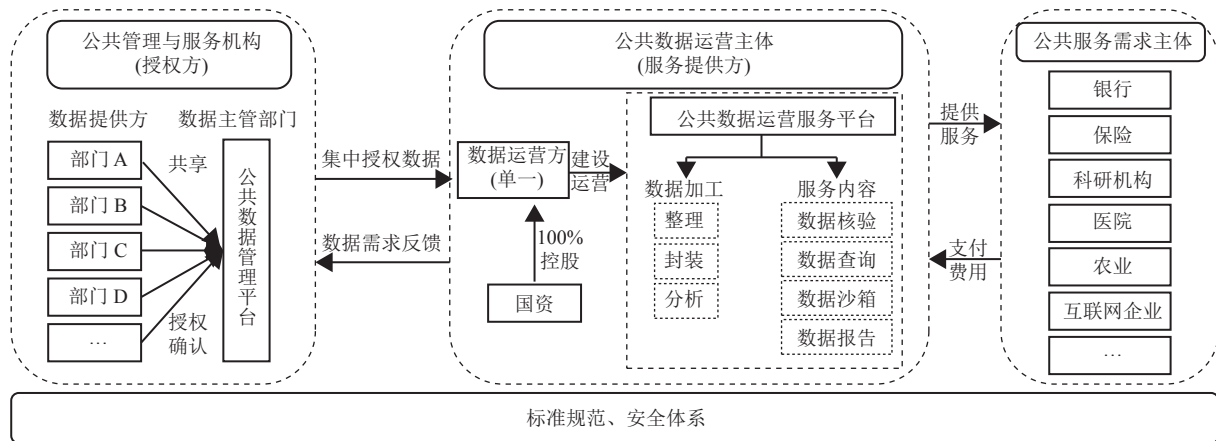 公共管理与服务机构
(授权方)
数据提供方
数据主管部门
部门 A
部门 B
部门 C
部门 D
…
共享
授权
确认
公共数据管理平台
集中授权数据
数据需求反馈
公共数据运营主体
(服务提供方)
数据运营方
(单一)
100%
控股
国资
建设
运营
公共数据运营服务平台
数据加工
整理
封装
分析
服务内容
数据核验
数据查询
数据沙箱
数据报告
提供
服务
支付
费用
公共服务需求主体
银行
保险
科研机构
医院
农业
互联网企业
…
标准规范、安全体系